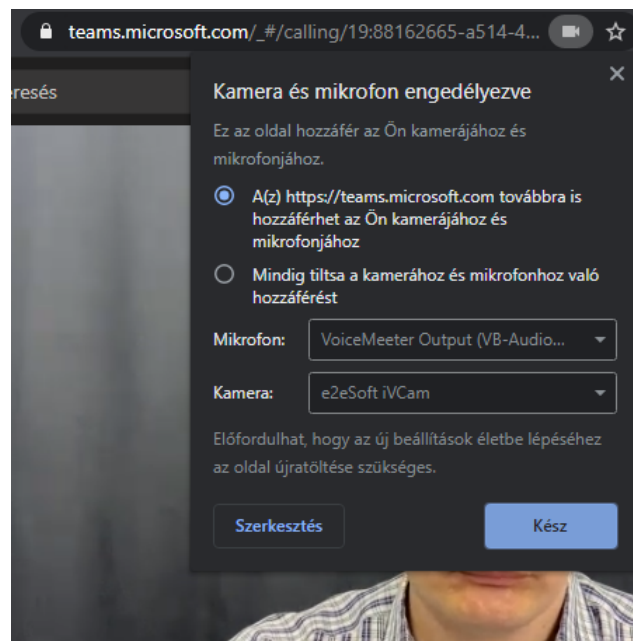 teams.microsoft.com/_#/calling/19:88162665-a514-4...
resés
Kamera és mikrofon engedélyezve
Ez az oldal hozzáfér az Ön kamerájához és
mikrofonjához.
A(z) https://teams.microsoft.com továbbra is
hozzáférhet az Ön kamerájához és
mikrofonjához
Mindig tiltsa a kamerához és mikrofonhoz való
hozzáférést
Mikrofon: VoiceMeeter Output (VB-Audio...
Kamera: e2eSoft iVCam
Előfordulhat, hogy az új beállítások életbe lépéséhez
az oldal újratöltése szükséges.
Szerkesztés Kész